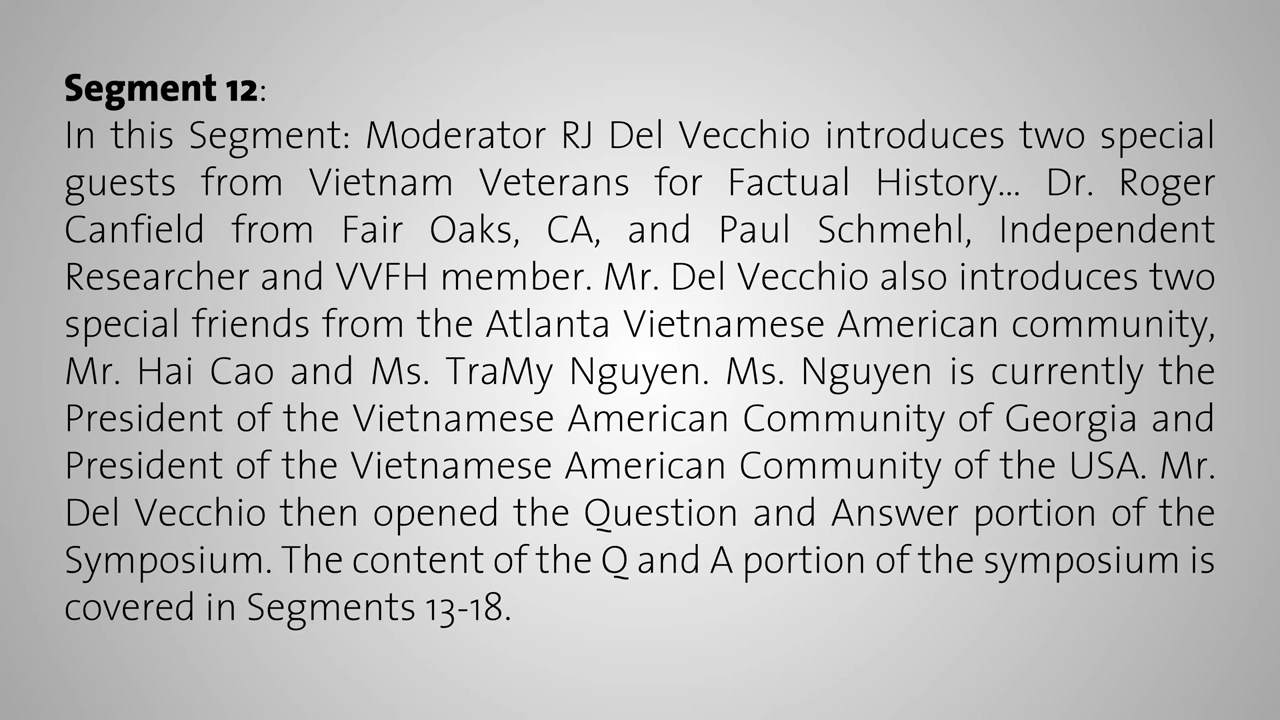 Segment 12:
In this Segment: Moderator RJ Del Vecchio introduces two special
guests from Vietnam Veterans for Factual History... Dr. Roger
Canfield from Fair Oaks, CA, and Paul Schmehl, Independent
Researcher and VVFH member. Mr. Del Vecchio also introduces two
special friends from the Atlanta Vietnamese American community,
Mr. Hai Cao and Ms. TraMy Nguyen. Ms. Nguyen is currently the
President of the Vietnamese American Community of Georgia and
President of the Vietnamese American Community of the USA. Mr.
Del Vecchio then opened the Question and Answer portion of the
Symposium. The content of the Q and A portion of the symposium is
covered in Segments 13-18.